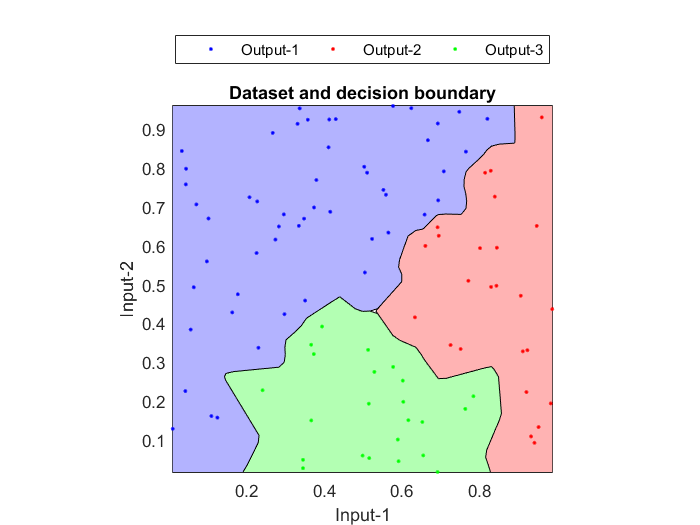 Output-1 Output-2 Output-3
Dataset and decision boundary
0.9
0.8
0.7
0.6
0.5
0.4
0.3
0.2
0.1
Input-2
0.2 0.4 0.6 0.8
Input-1